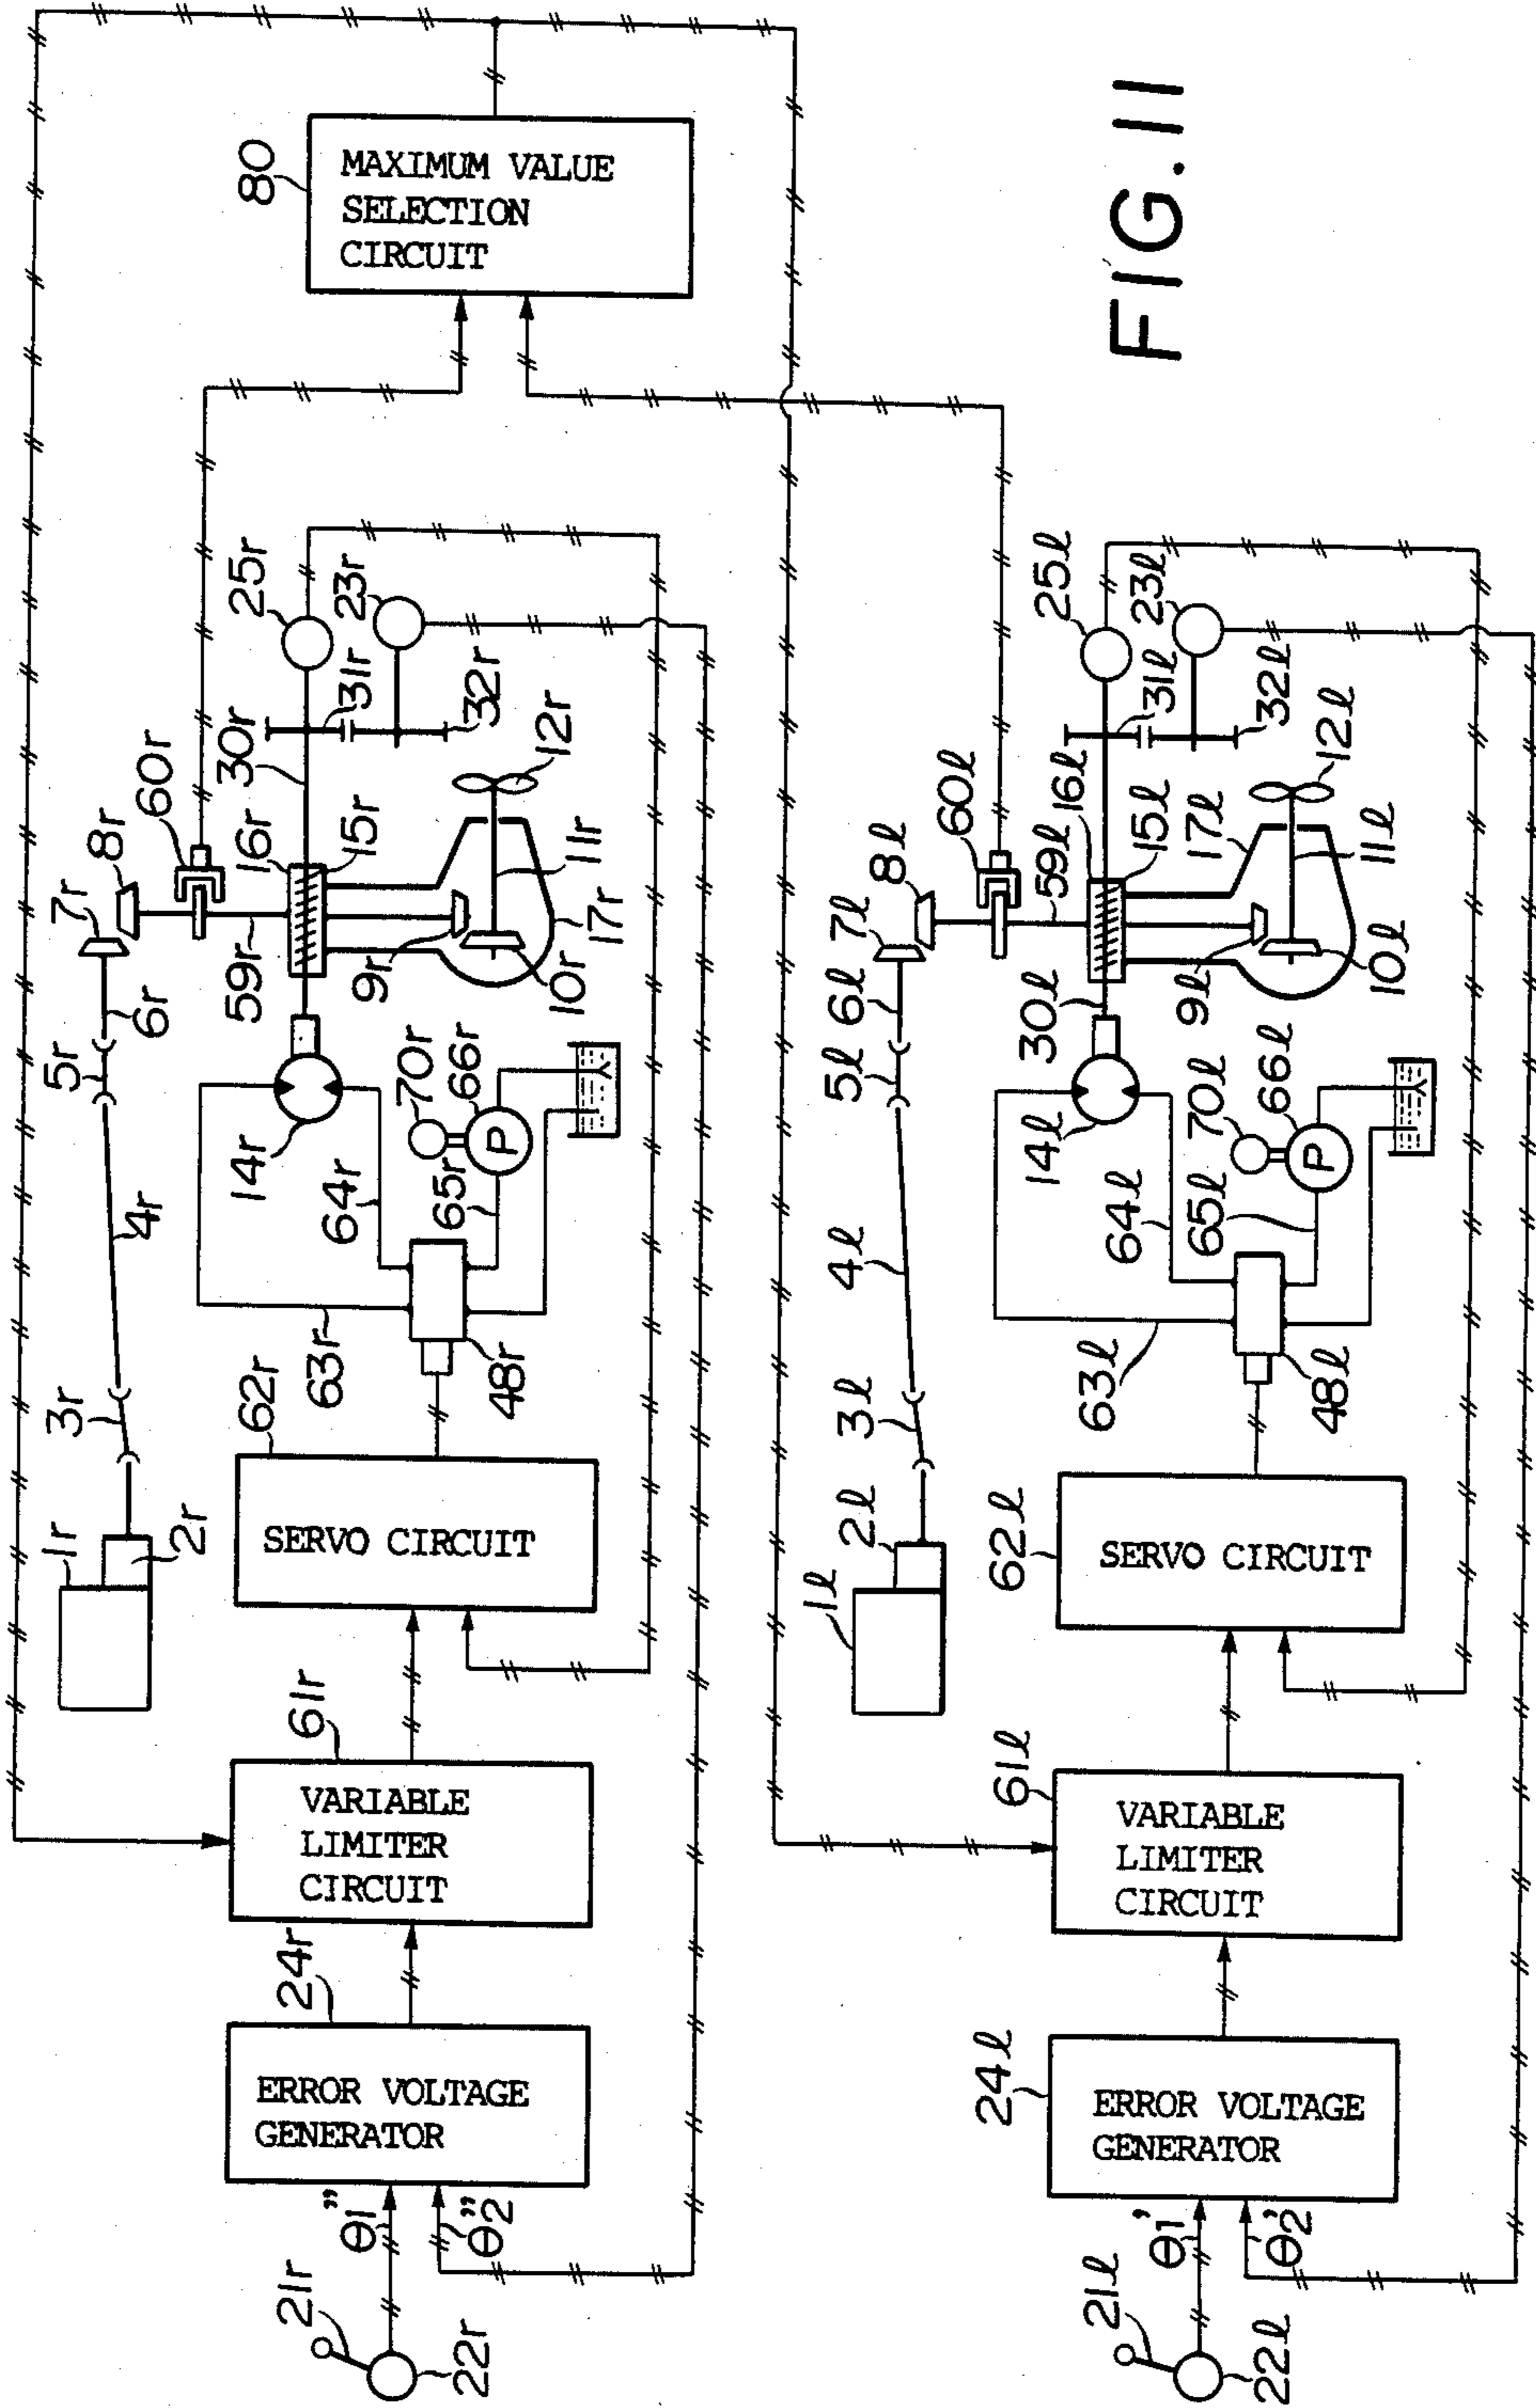 80
MAXIMUM VALUE
SELECTION
CIRCUIT
1r
2r
3r
4r
5r
6r
7r
8r
60r
59r
16r
30r
25r
31r
23r
32r
15r
12r
11r
17r
9r
10r
14r
64r
70r
66r
65r
63r
48r
62r
SERVO CIRCUIT
61r
VARIABLE
LIMITER
CIRCUIT
24r
ERROR VOLTAGE
GENERATOR
θ1"
θ2"
21r
22r
1ℓ
2ℓ
3ℓ
4ℓ
5ℓ
6ℓ
7ℓ
8ℓ
60ℓ
59ℓ
16ℓ
30ℓ
25ℓ
31ℓ
23ℓ
32ℓ
15ℓ
12ℓ
11ℓ
17ℓ
9ℓ
10ℓ
14ℓ
64ℓ
70ℓ
66ℓ
65ℓ
63ℓ
48ℓ
P
P
62ℓ
SERVO CIRCUIT
61ℓ
VARIABLE
LIMITER
CIRCUIT
24ℓ
ERROR VOLTAGE
GENERATOR
θ1'
θ2'
21ℓ
22ℓ
FIG.11